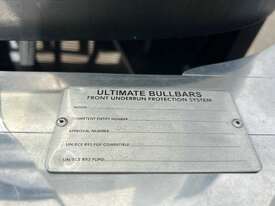 ULTIMATE BULLBARS
FRONT UNDERRUN PROTECTION SYSTEM
MODEL
COMPETENT ENTITY NUMBER
APPROVAL NUMBER
UN/ECE R93 FUP COMPATIBLE
UN/ECE R93 FUPD